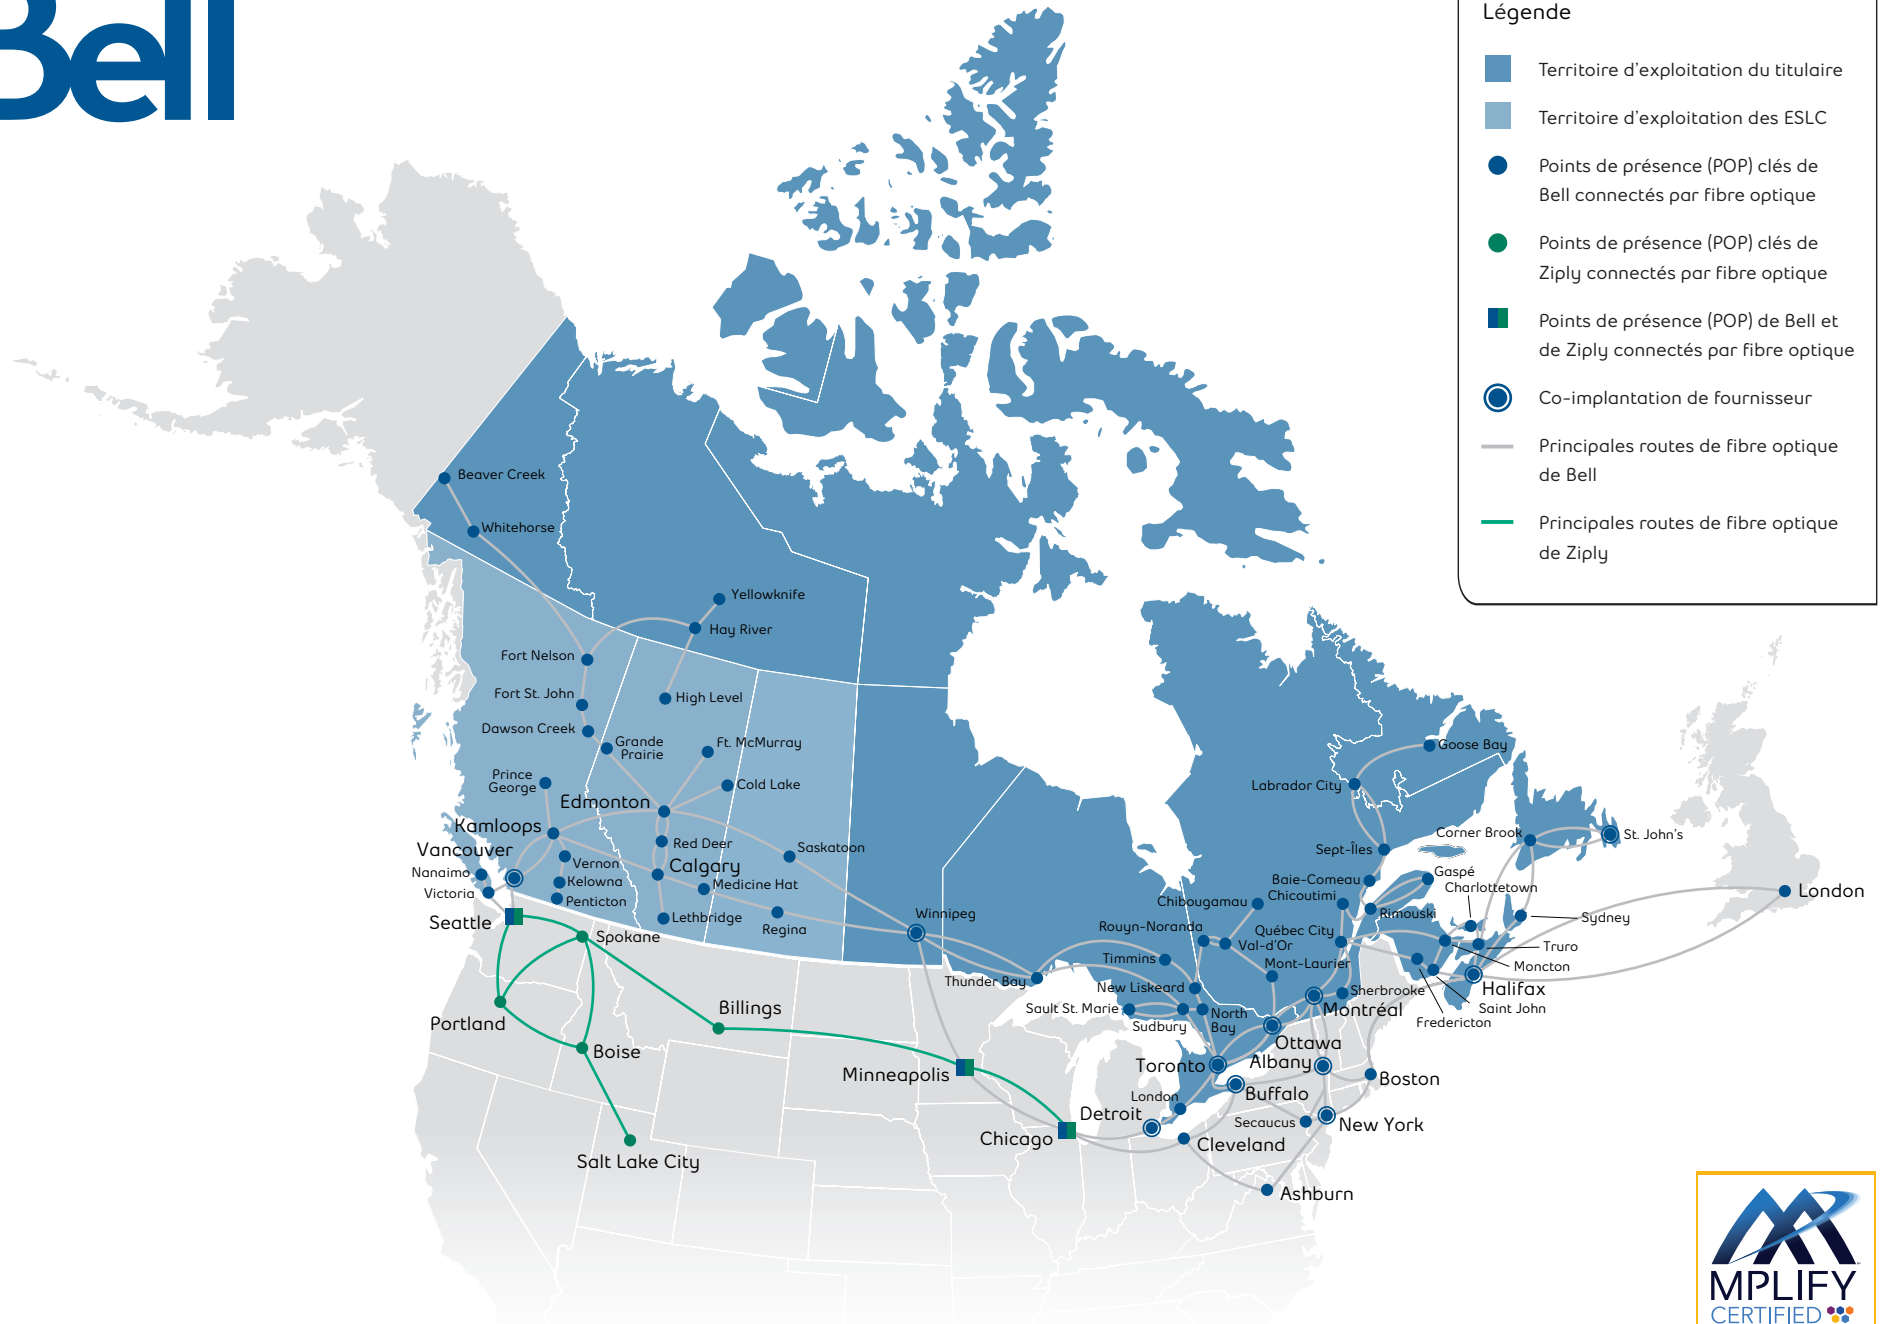 Bell
Légende
Territoire d'exploitation du titulaire
Territoire d'exploitation des ESLC
Points de présence (POP) clés de
Bell connectés par fibre optique
Points de présence (POP) clés de
Ziply connectés par fibre optique
Points de présence (POP) de Bell et
de Ziply connectés par fibre optique
Co-implantation de fournisseur
Principales routes de fibre optique
de Bell
Principales routes de fibre optique
de Ziply
Beaver Creek
Whitehorse
Yellowknife
Hay River
Fort Nelson
Fort St. John
High Level
Dawson Creek
Grande
Prairie
Ft. McMurray
Prince
George
Cold Lake
Edmonton
Kamloops
Vancouver
Red Deer
Saskatoon
Calgary
Vernon
Nanaimo
Kelowna
Medicine Hat
Victoria
Penticton
Seattle
Lethbridge
Regina
Winnipeg
Spokane
Portland
Billings
Boise
Salt Lake City
Minneapolis
Chicago
Thunder Bay
Goose Bay
Labrador City
Corner Brook
St. John's
Sept-Îles
Gaspé
Baie-Comeau
Charlottetown
Chicoutimi
Chibougamau
Rimouski
Sydney
London
Rouyn-Noranda
Québec City
Val-d'Or
Truro
Timmins
Mont-Laurier
Moncton
New Liskeard
Sherbrooke
Halifax
Sault St. Marie
Montréal
Saint John
Sudbury
North
Bay
Fredericton
Ottawa
Toronto
Albany
Boston
Buffalo
London
Detroit
Secaucus
New York
Cleveland
Ashburn
MPLIFY
CERTIFIED